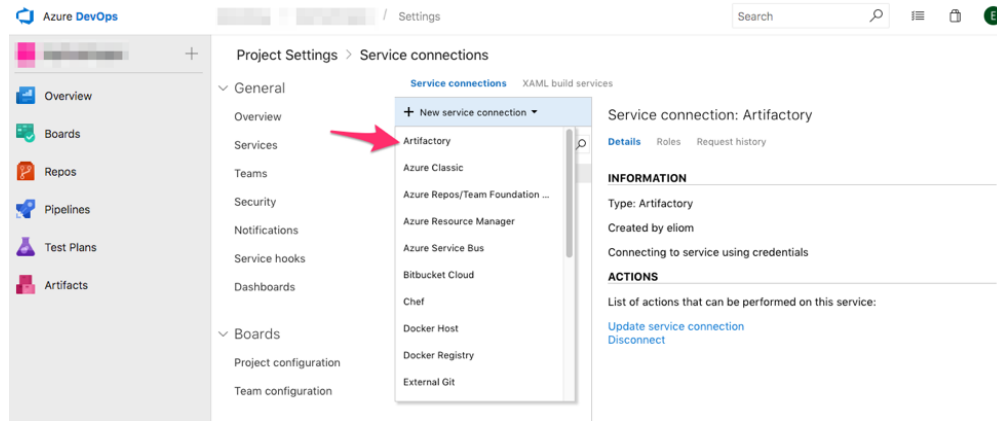 Azure DevOps
/ Settings
Search
E
Overview
Boards
Repos
Pipelines
Test Plans
Artifacts
Project Settings > Service connections
General
Overview
Services
Teams
Security
Notifications
Service hooks
Dashboards
Boards
Project configuration
Team configuration
Service connections XAML build services
+ New service connection
Artifactory
Azure Classic
Azure Repos/Team Foundation ...
Azure Resource Manager
Azure Service Bus
Bitbucket Cloud
Chef
Docker Host
Docker Registry
External Git
Service connection: Artifactory
Details Roles Request history
INFORMATION
Type: Artifactory
Created by eliom
Connecting to service using credentials
ACTIONS
List of actions that can be performed on this service:
Update service connection
Disconnect